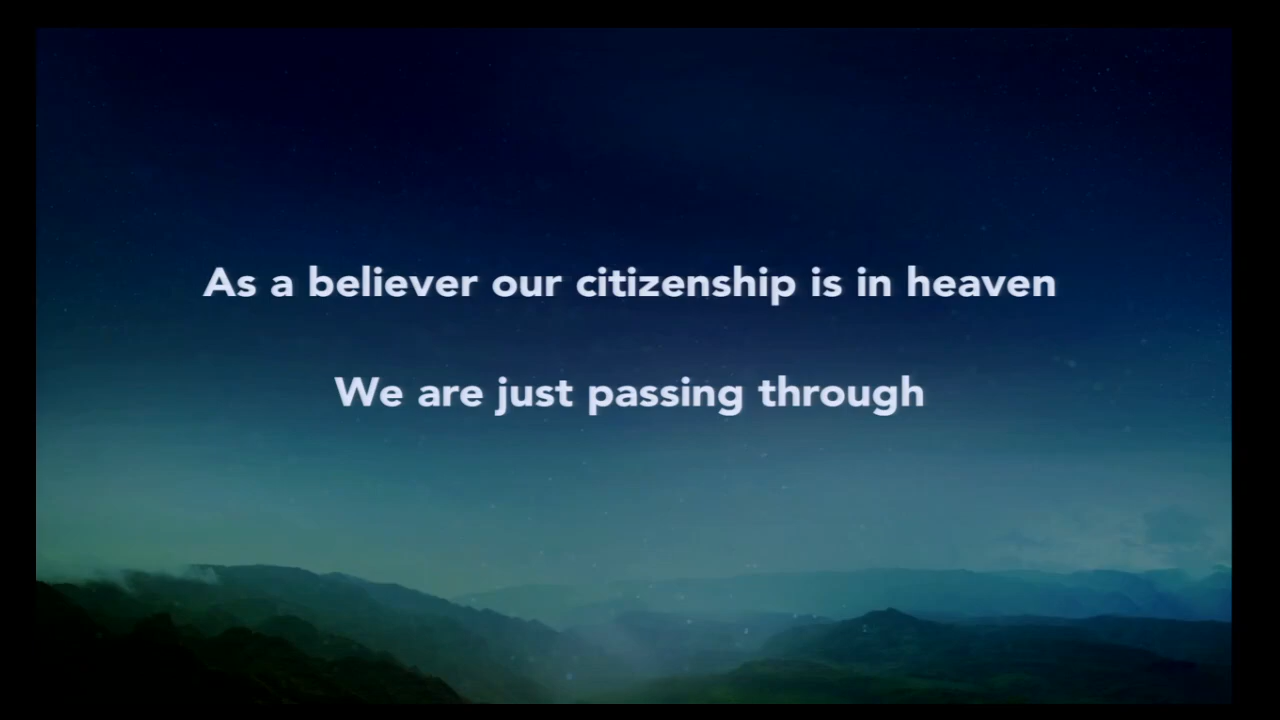 As a believer our citizenship is in heaven
We are just passing through